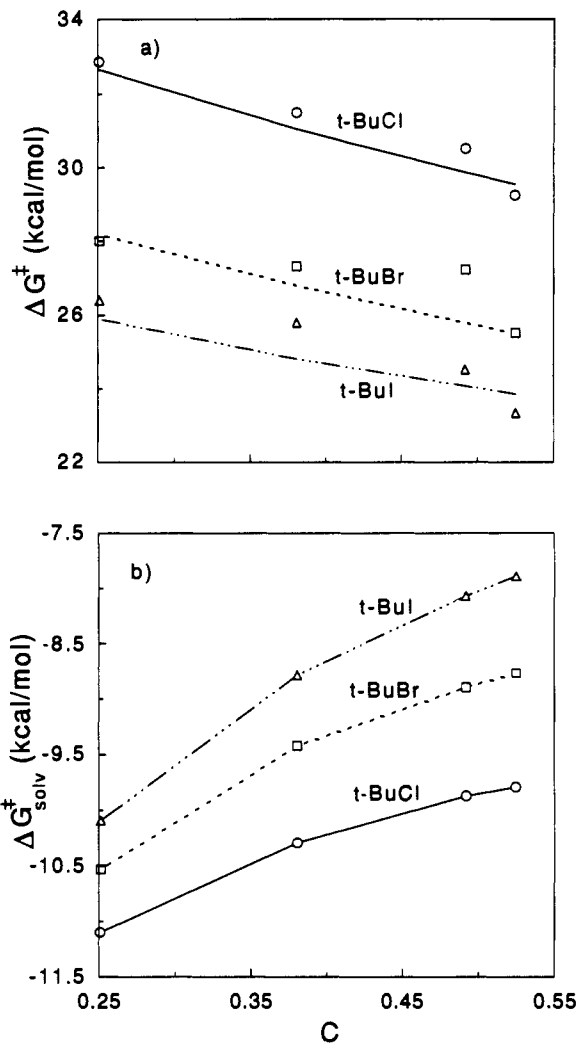 34
a)
t-BuCl
30
ΔG‡ (kcal/mol)
t-BuBr
26
t-BuI
22
-7.5
b)
t-BuI
-8.5
t-BuBr
ΔG‡solv (kcal/mol)
-9.5
t-BuCl
-10.5
-11.5
0.25 0.35 0.45 0.55
C